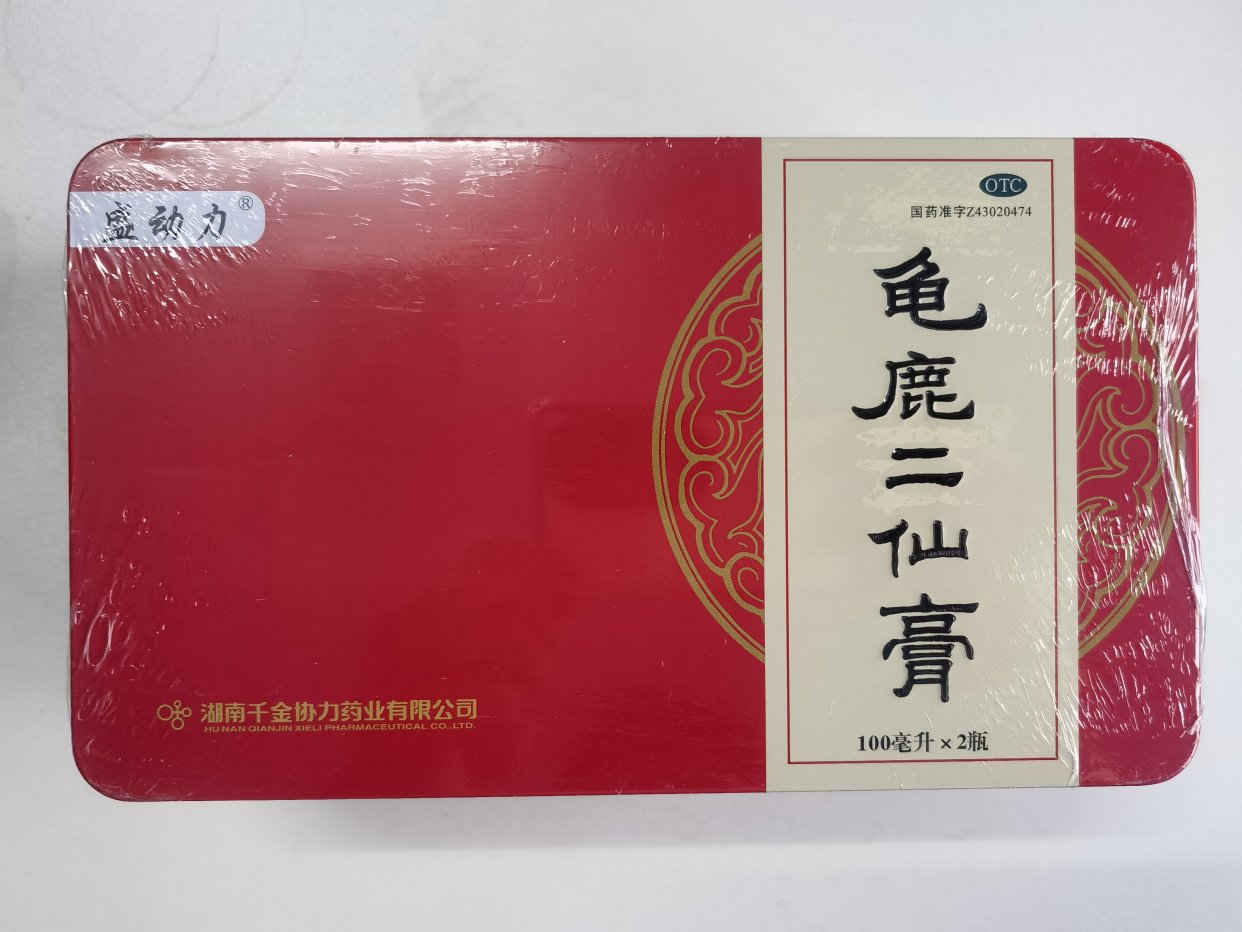 盛动力®
OTC
国药准字Z43020474
龟鹿二仙膏
100毫升×2瓶
湖南千金协力药业有限公司
HU NAN QIANJIN XIELI PHARMACEUTICAL CO.,LTD.